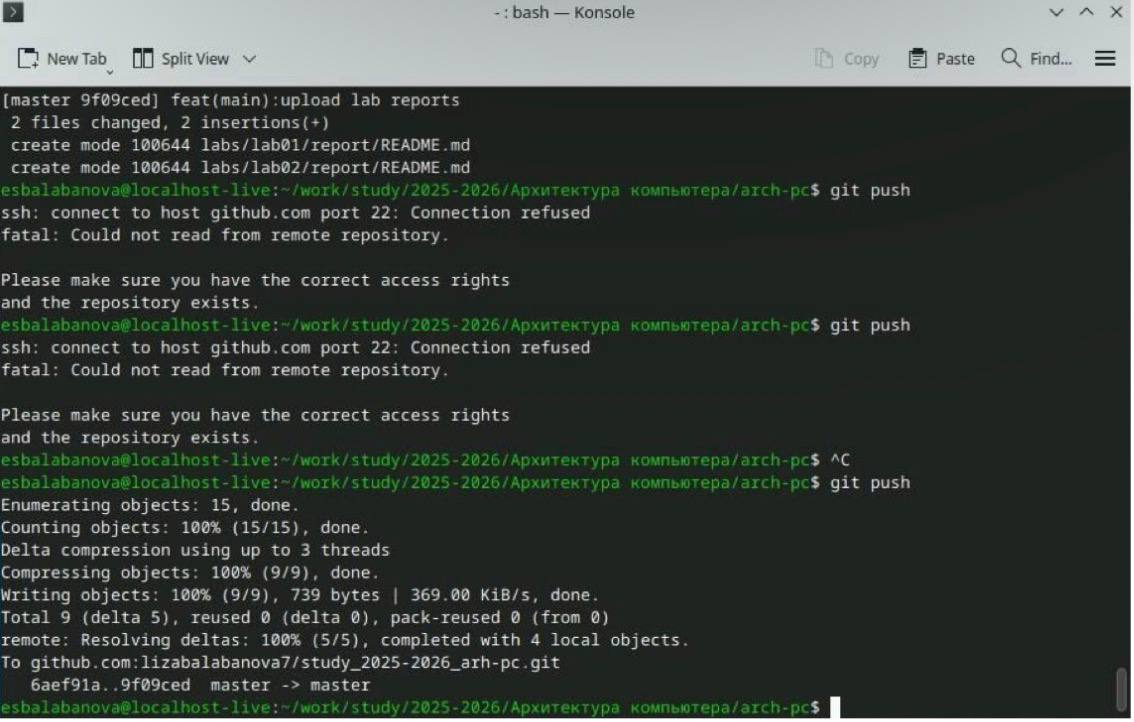 - : bash — Konsole
New Tab Split View Copy Paste Find...
[master 9f09ced] feat(main):upload lab reports
2 files changed, 2 insertions(+)
create mode 100644 labs/lab01/report/README.md
create mode 100644 labs/lab02/report/README.md
esbalabanova@localhost-live:~/work/study/2025-2026/Архитектура компьютера/arch-pc$ git push
ssh: connect to host github.com port 22: Connection refused
fatal: Could not read from remote repository.
Please make sure you have the correct access rights
and the repository exists.
esbalabanova@localhost-live:~/work/study/2025-2026/Архитектура компьютера/arch-pc$ git push
ssh: connect to host github.com port 22: Connection refused
fatal: Could not read from remote repository.
Please make sure you have the correct access rights
and the repository exists.
esbalabanova@localhost-live:~/work/study/2025-2026/Архитектура компьютера/arch-pc$ ^C
esbalabanova@localhost-live:~/work/study/2025-2026/Архитектура компьютера/arch-pc$ git push
Enumerating objects: 15, done.
Counting objects: 100% (15/15), done.
Delta compression using up to 3 threads
Compressing objects: 100% (9/9), done.
Writing objects: 100% (9/9), 739 bytes | 369.00 KiB/s, done.
Total 9 (delta 5), reused 0 (delta 0), pack-reused 0 (from 0)
remote: Resolving deltas: 100% (5/5), completed with 4 local objects.
To github.com:lizabalabanova7/study_2025-2026_arh-pc.git
6aef91a..9f09ced master -> master
esbalabanova@localhost-live:~/work/study/2025-2026/Архитектура компьютера/arch-pc$